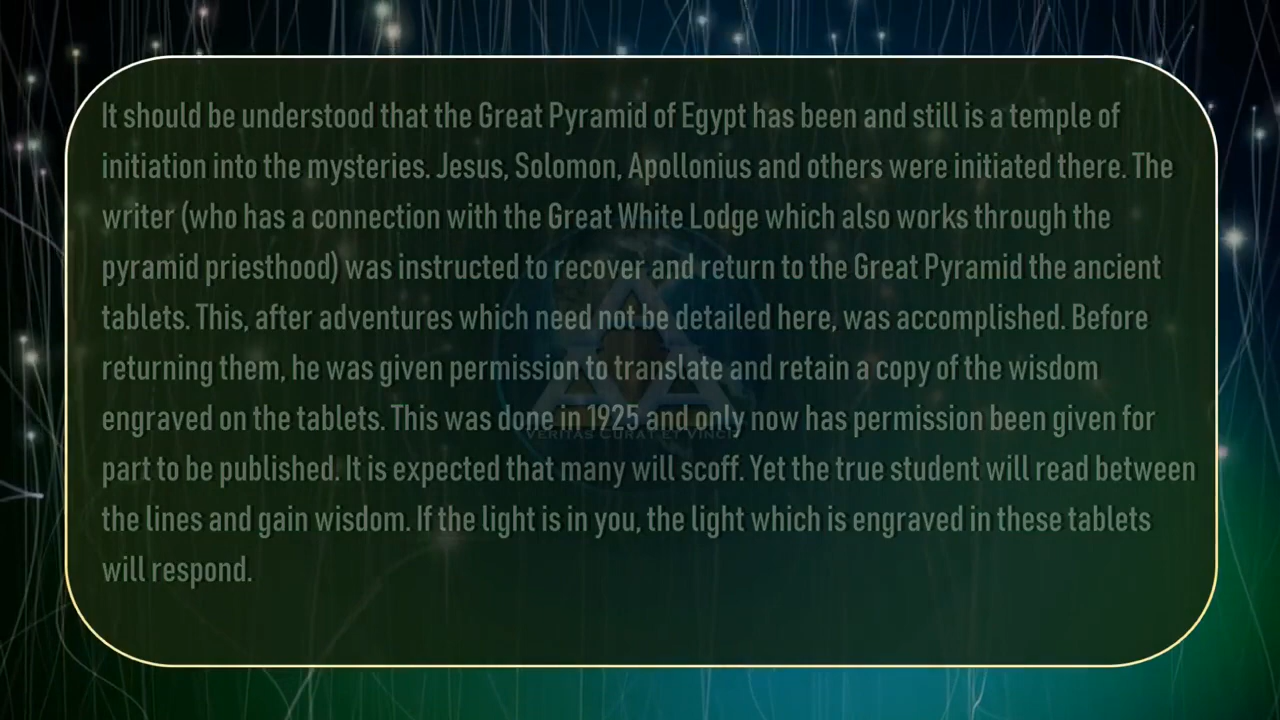 It should be understood that the Great Pyramid of Egypt has been and still is a temple of
initiation into the mysteries. Jesus, Solomon, Apollonius and others were initiated there. The
writer (who has a connection with the Great White Lodge which also works through the
pyramid priesthood) was instructed to recover and return to the Great Pyramid the ancient
tablets. This, after adventures which need not be detailed here, was accomplished. Before
returning them, he was given permission to translate and retain a copy of the wisdom
engraved on the tablets. This was done in 1925 and only now has permission been given for
VERITAS CURAT ET VINCIT
part to be published. It is expected that many will scoff. Yet the true student will read between
the lines and gain wisdom. If the light is in you, the light which is engraved in these tablets
will respond.